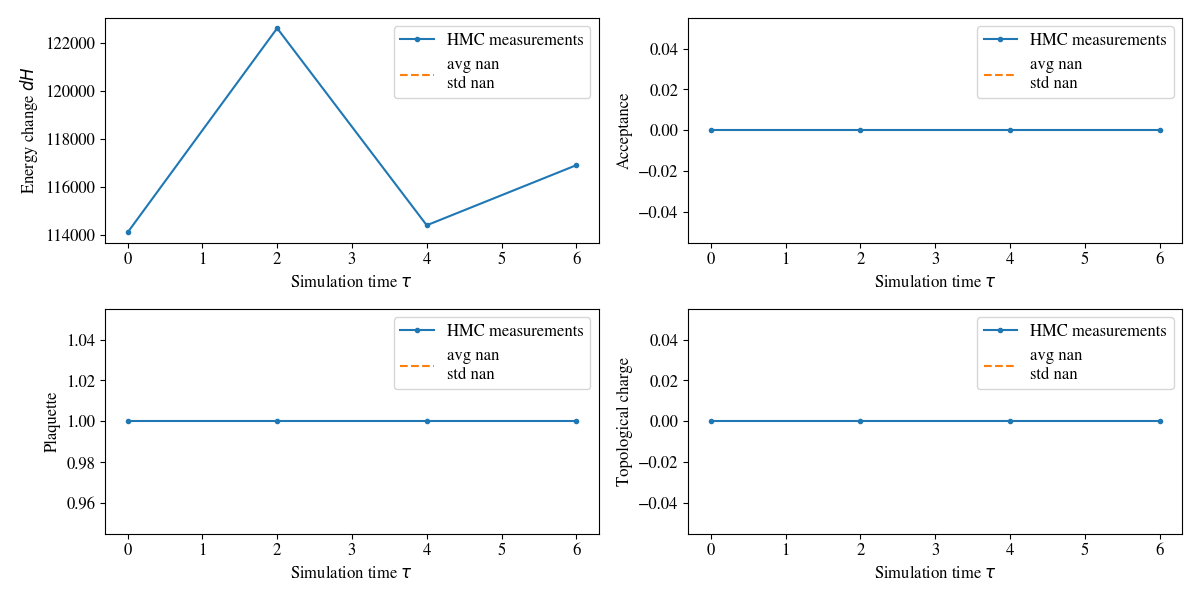 122000
120000
118000
116000
114000
Energy change dH
HMC measurements
avg nan
std nan
0 1 2 3 4 5 6
Simulation time τ
0.04
0.02
0.00
−0.02
−0.04
Acceptance
HMC measurements
avg nan
std nan
0 1 2 3 4 5 6
Simulation time τ
1.04
1.02
1.00
0.98
0.96
Plaquette
HMC measurements
avg nan
std nan
0 1 2 3 4 5 6
Simulation time τ
0.04
0.02
0.00
−0.02
−0.04
Topological charge
HMC measurements
avg nan
std nan
0 1 2 3 4 5 6
Simulation time τ